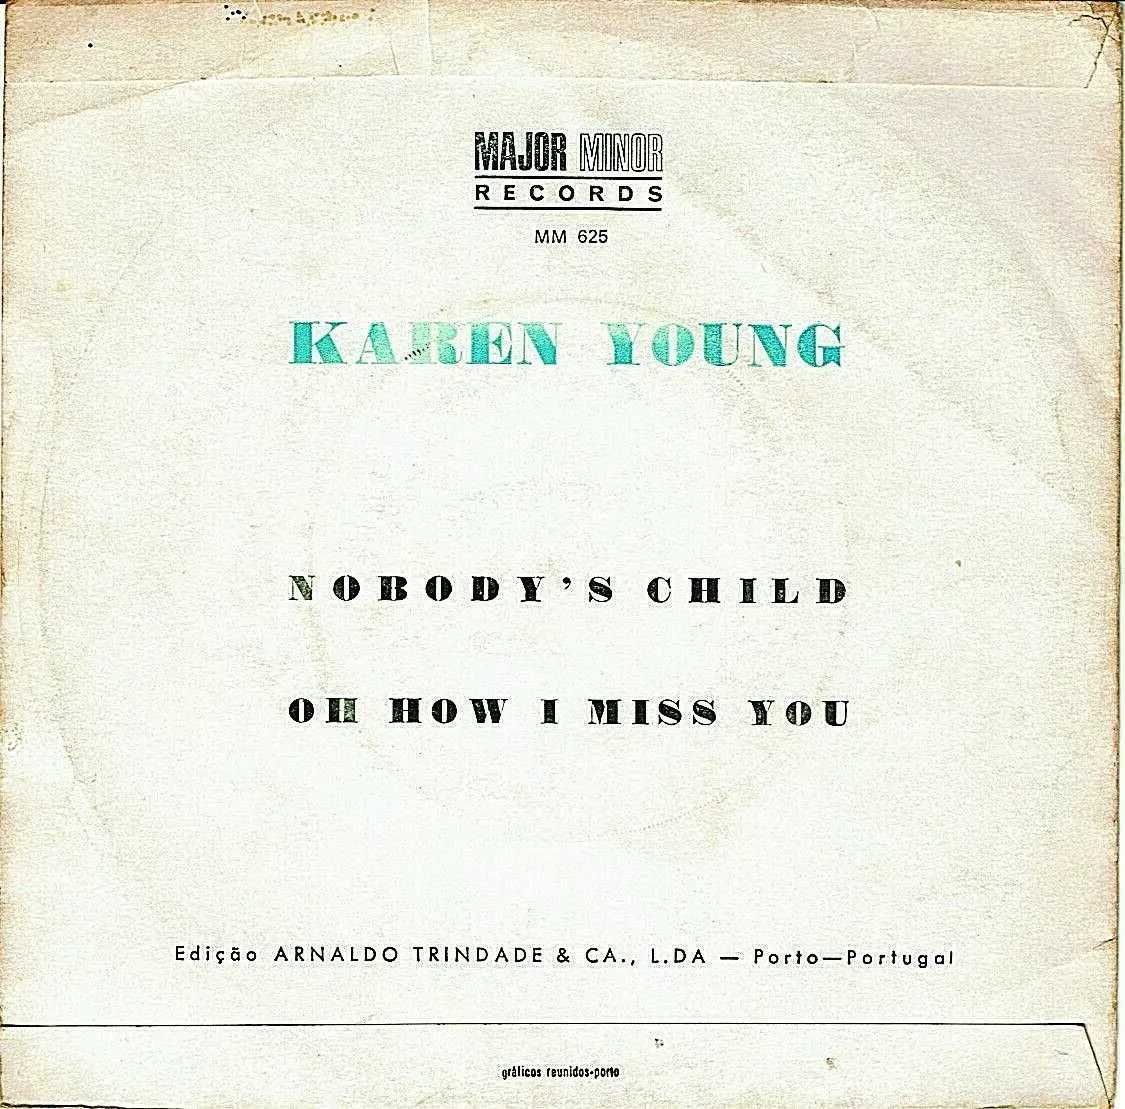 MAJOR MINOR
RECORDS
MM 625
KAREN YOUNG
NOBODY'S CHILD
OH HOW I MISS YOU
Edição ARNALDO TRINDADE & CA., L.DA — Porto—Portugal
gráficos reunidos-porto